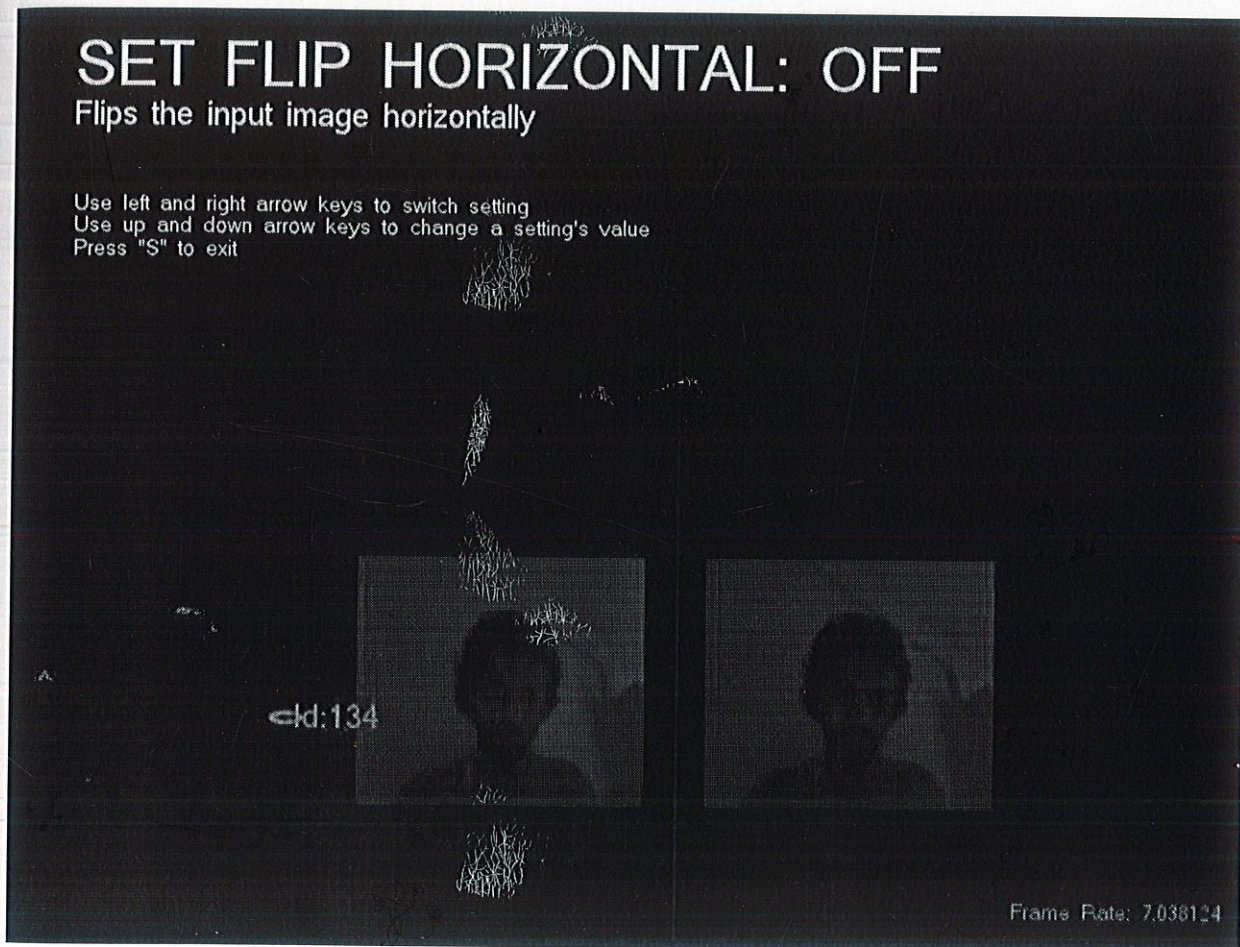 SET FLIP HORIZONTAL: OFF
Flips the input image horizontally
Use left and right arrow keys to switch setting
Use up and down arrow keys to change a setting's value
Press "S" to exit
Id:134
Frame Rate: 7.038124